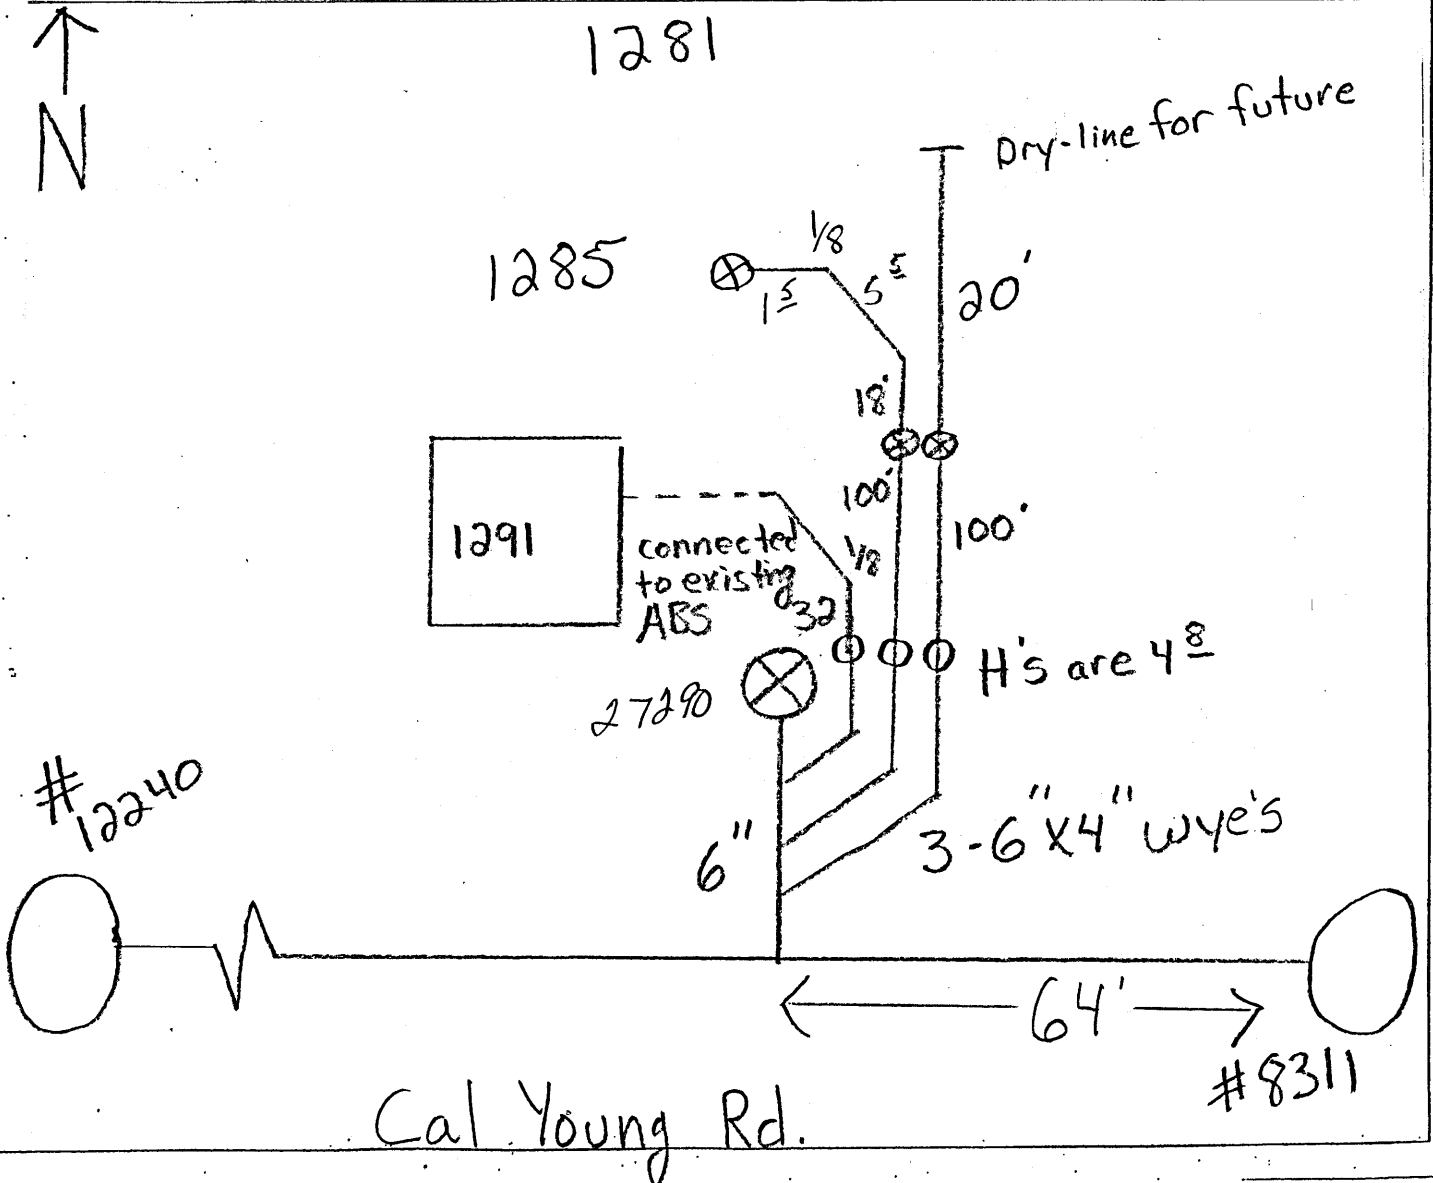 N
1281
Dry-line for future
1/8
1285
1 5
5 5
20'
18'
100'
100'
1291
connected
to existing
ABS
1/8
32
H's are 4 8
27290
#12240
6"
3-6"x4" wye's
64'
#8311
Cal Young Rd.